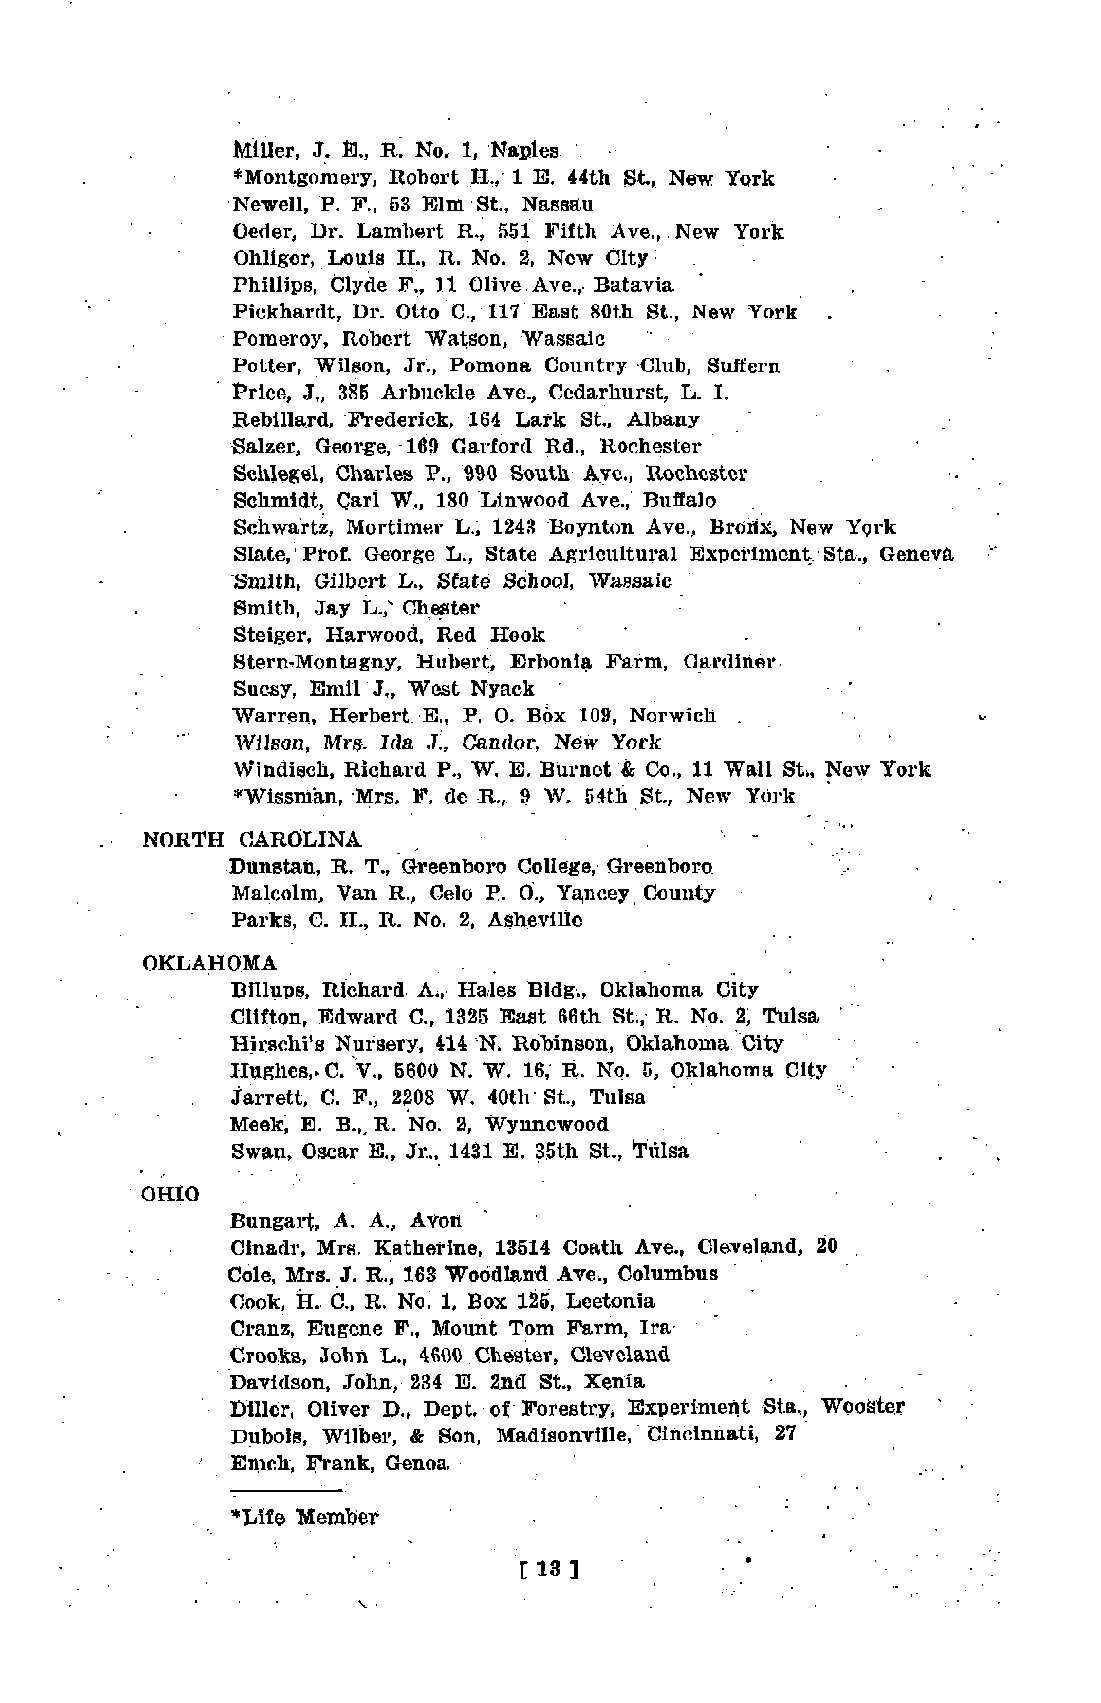 Miller, J. E., R. No. 1, Naples
*Montgomery, Robert H., 1 E. 44th St., New York
Newell, P. F., 53 Elm St., Nassau
Oeder, Dr. Lambert R., 551 Fifth Ave., New York
Ohliger, Louis H., R. No. 2, New City
Phillips, Clyde F., 11 Olive Ave., Batavia
Pickhardt, Dr. Otto C., 117 East 80th St., New York
Pomeroy, Robert Watson, Wassaic
Potter, Wilson, Jr., Pomona Country Club, Suffern
Price, J., 385 Arbuckle Ave., Cedarhurst, L. I.
Rebillard, Frederick, 164 Lark St., Albany
Salzer, George, 169 Garford Rd., Rochester
Schlegel, Charles P., 990 South Ave., Rochester
Schmidt, Carl W., 180 Linwood Ave., Buffalo
Schwartz, Mortimer L., 1243 Boynton Ave., Bronx, New York
Slate, Prof. George L., State Agricultural Experiment Sta., Geneva
Smith, Gilbert L., State School, Wassaic
Smith, Jay L., Chester
Steiger, Harwood, Red Hook
Stern-Montagny, Hubert, Erbonia Farm, Gardiner
Suesy, Emil J., West Nyack
Warren, Herbert E., P. O. Box 109, Norwich
Wilson, Mrs. Ida J., Candor, New York
Windisch, Richard P., W. E. Burnet & Co., 11 Wall St., New York
*Wissman, Mrs. F. de R., 9 W. 54th St., New York
NORTH CAROLINA
Dunstan, R. T., Greenboro College, Greenboro
Malcolm, Van R., Celo P. O., Yancey County
Parks, C. H., R. No. 2, Asheville
OKLAHOMA
Billups, Richard A., Hales Bldg., Oklahoma City
Clifton, Edward C., 1325 East 66th St., R. No. 2, Tulsa
Hirschi's Nursery, 414 N. Robinson, Oklahoma City
Hughes, C. V., 5600 N. W. 16, R. No. 5, Oklahoma City
Jarrett, C. F., 2208 W. 40th St., Tulsa
Meek, E. B., R. No. 2, Wynnewood
Swan, Oscar E., Jr., 1431 E. 35th St., Tulsa
OHIO
Bungart, A. A., Avon
Cinadr, Mrs. Katherine, 13514 Coath Ave., Cleveland, 20
Cole, Mrs. J. R., 163 Woodland Ave., Columbus
Cook, H. C., R. No. 1, Box 125, Leetonia
Cranz, Eugene F., Mount Tom Farm, Ira
Crooks, John L., 4600 Chester, Cleveland
Davidson, John, 234 E. 2nd St., Xenia
Diller, Oliver D., Dept. of Forestry, Experiment Sta., Wooster
Dubois, Wilber, & Son, Madisonville, Cincinnati, 27
Emch, Frank, Genoa
*Life Member
[ 13 ]